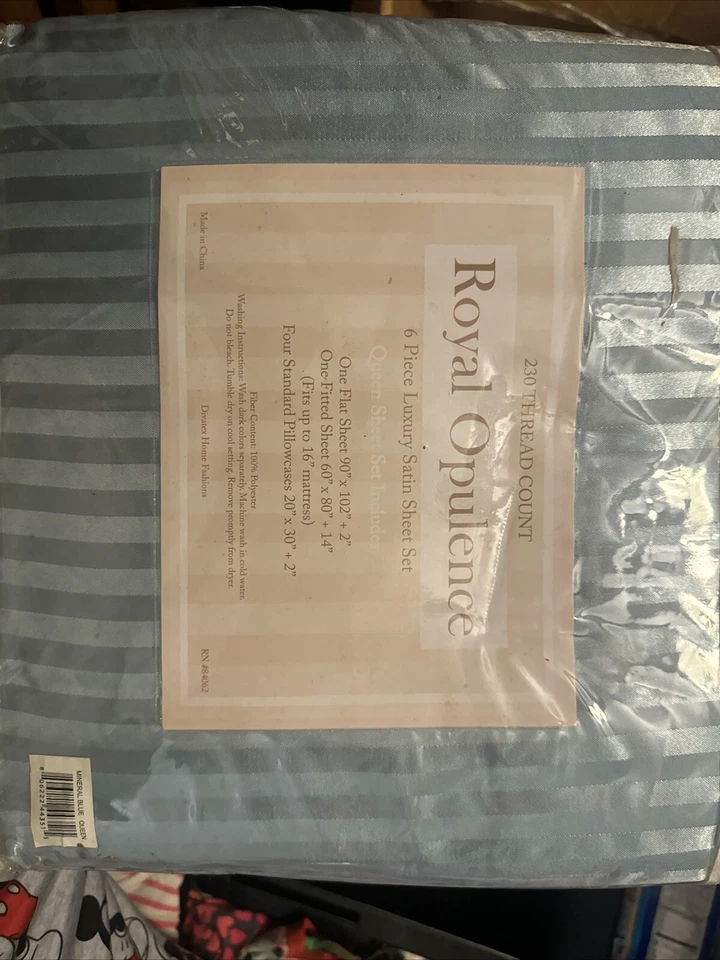 230 THREAD COUNT
Royal Opulence
6 Piece Luxury Satin Sheet Set
Queen Sheet Set Includes
One Flat Sheet 90" x 102" + 2"
One Fitted Sheet 60" x 80" + 14"
(Fits up to 16" mattress)
Four Standard Pillowcases 20" x 30" + 2"
Fiber Content: 100% Polyester
Washing Instructions: Wash dark colors separately. Machine wash in cold water.
Do not bleach. Tumble dry on cool setting. Remove promptly from dryer.
Made in China
Divatex Home Fashions
RN #84062
MINERAL BLUE QUEEN